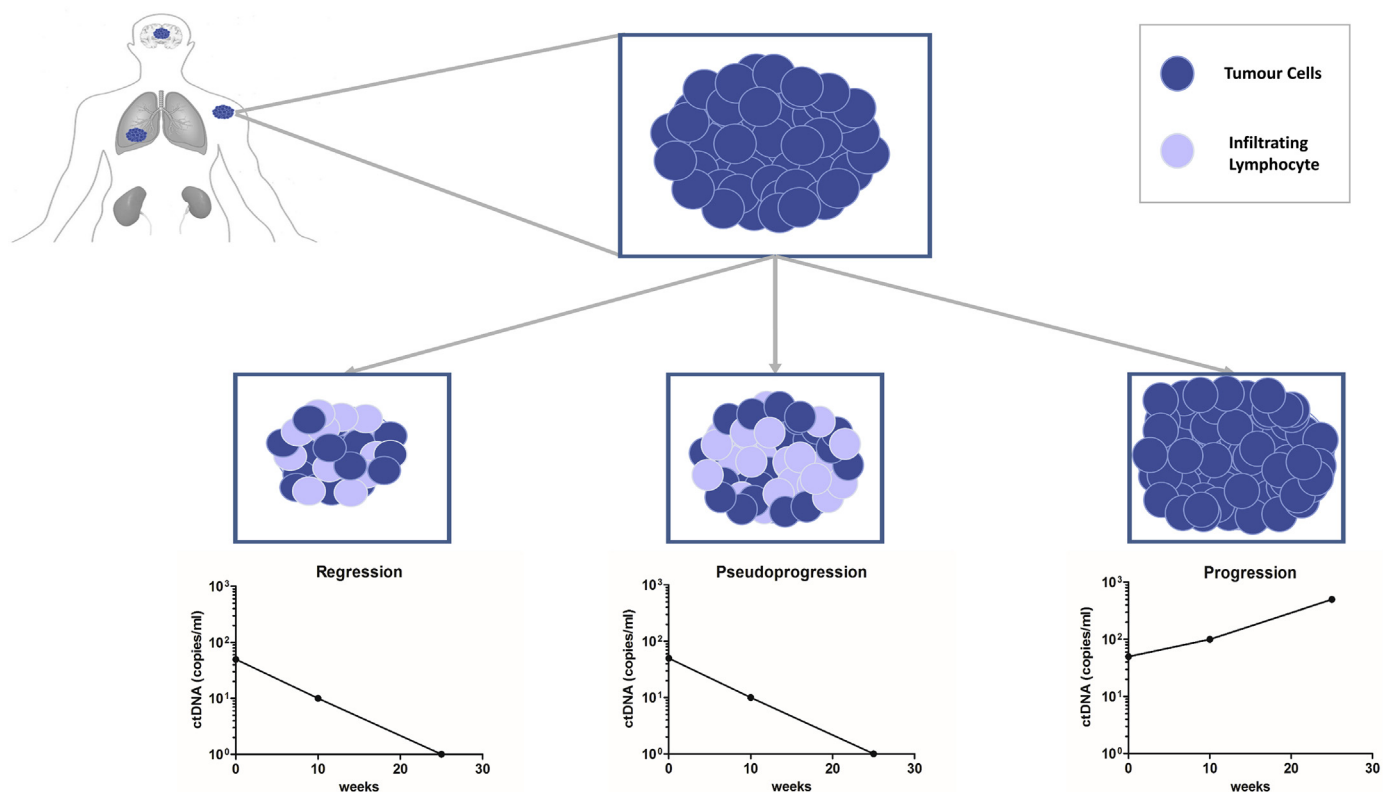 Tumour Cells
Infiltrating
Lymphocyte
Regression
ctDNA (copies/ml)
10³
10²
10¹
10⁰
0
10
20
30
weeks
Pseudoprogression
ctDNA (copies/ml)
10³
10²
10¹
10⁰
0
10
20
30
weeks
Progression
ctDNA (copies/ml)
10³
10²
10¹
10⁰
0
10
20
30
weeks